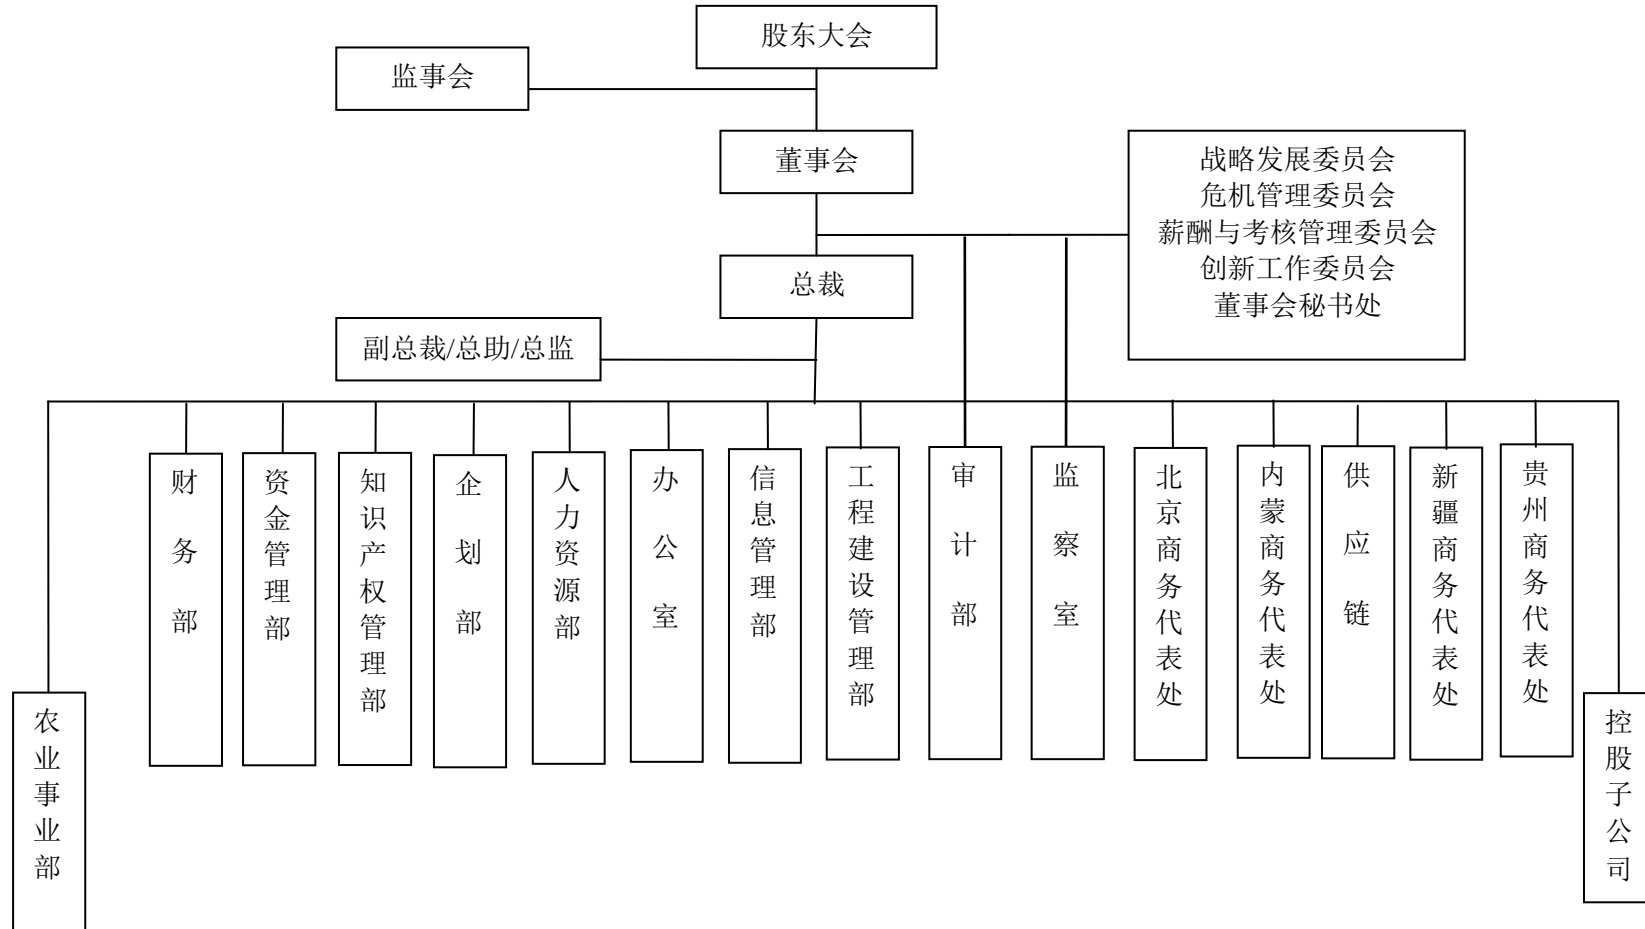 股东大会
监事会
董事会
战略发展委员会
危机管理委员会
薪酬与考核管理委员会
创新工作委员会
董事会秘书处
总裁
副总裁/总助/总监
农业事业部
财务部
资金管理部
知识产权管理部
企划部
人力资源部
办公室
信息管理部
工程建设管理部
审计部
监察室
北京商务代表处
内蒙商务代表处
供应链
新疆商务代表处
贵州商务代表处
控股子公司